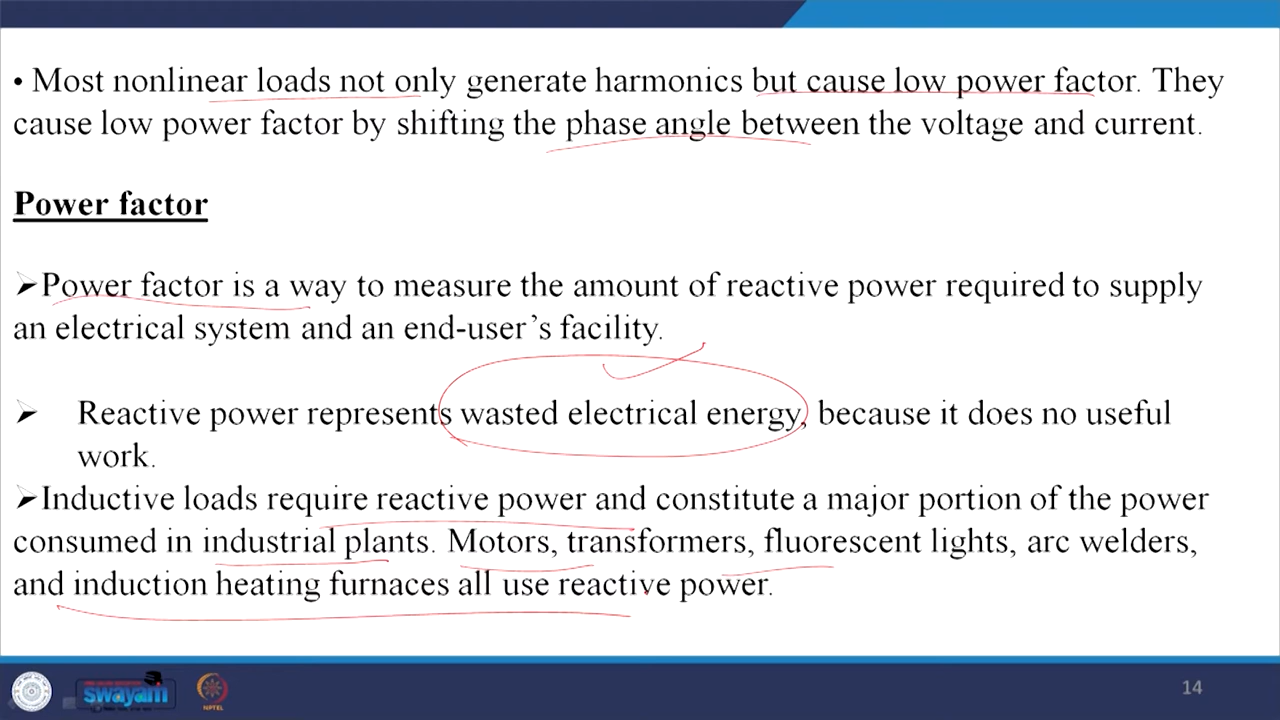 • Most nonlinear loads not only generate harmonics but cause low power factor. They
cause low power factor by shifting the phase angle between the voltage and current.
Power factor
➢Power factor is a way to measure the amount of reactive power required to supply
an electrical system and an end-user’s facility.
➢ Reactive power represents wasted electrical energy, because it does no useful
work.
➢Inductive loads require reactive power and constitute a major portion of the power
consumed in industrial plants. Motors, transformers, fluorescent lights, arc welders,
and induction heating furnaces all use reactive power.
swayam
NPTEL
14